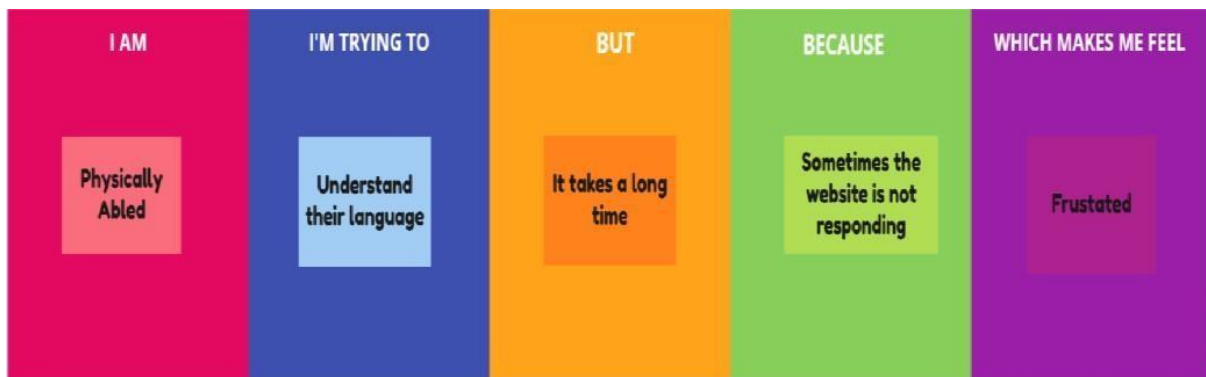 I AM
I'M TRYING TO
BUT
BECAUSE
WHICH MAKES ME FEEL
Physically
Abled
Understand
their language
It takes a long
time
Sometimes the
website is not
responding
Frustated